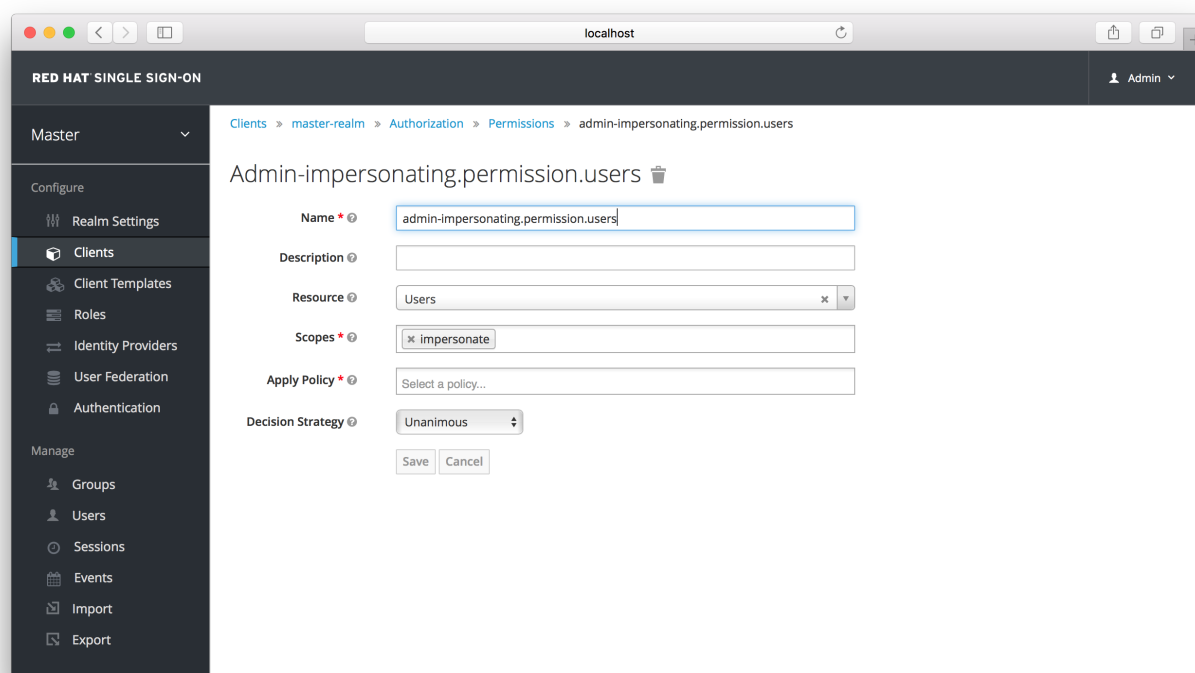 localhost
RED HAT SINGLE SIGN-ON
Admin
Master
Clients » master-realm » Authorization » Permissions » admin-impersonating.permission.users
Admin-impersonating.permission.users
Configure
Realm Settings
Clients
Client Templates
Roles
Identity Providers
User Federation
Authentication
Manage
Groups
Users
Sessions
Events
Import
Export
Name * admin-impersonating.permission.users
Description
Resource Users
Scopes * impersonate
Apply Policy * Select a policy...
Decision Strategy Unanimous
Save Cancel